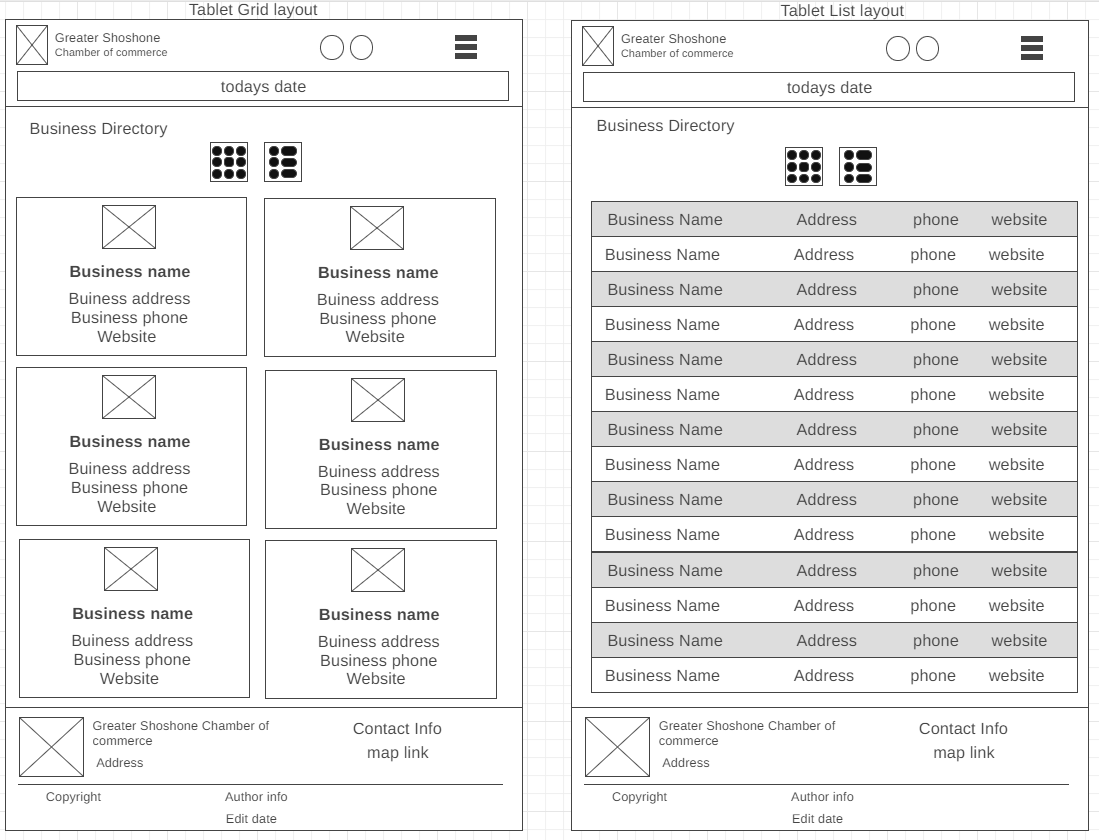 Tablet Grid layout
Greater Shoshone
Chamber of commerce
todays date
Business Directory
Business name
Buiness address
Business phone
Website
Business name
Buiness address
Business phone
Website
Business name
Buiness address
Business phone
Website
Business name
Buiness address
Business phone
Website
Business name
Buiness address
Business phone
Website
Business name
Buiness address
Business phone
Website
Greater Shoshone Chamber of
commerce
Address
Contact Info
map link
Copyright
Author info
Edit date
Tablet List layout
Greater Shoshone
Chamber of commerce
todays date
Business Directory
Business Name Address phone website
Business Name Address phone website
Business Name Address phone website
Business Name Address phone website
Business Name Address phone website
Business Name Address phone website
Business Name Address phone website
Business Name Address phone website
Business Name Address phone website
Business Name Address phone website
Business Name Address phone website
Business Name Address phone website
Business Name Address phone website
Business Name Address phone website
Greater Shoshone Chamber of
commerce
Address
Contact Info
map link
Copyright
Author info
Edit date